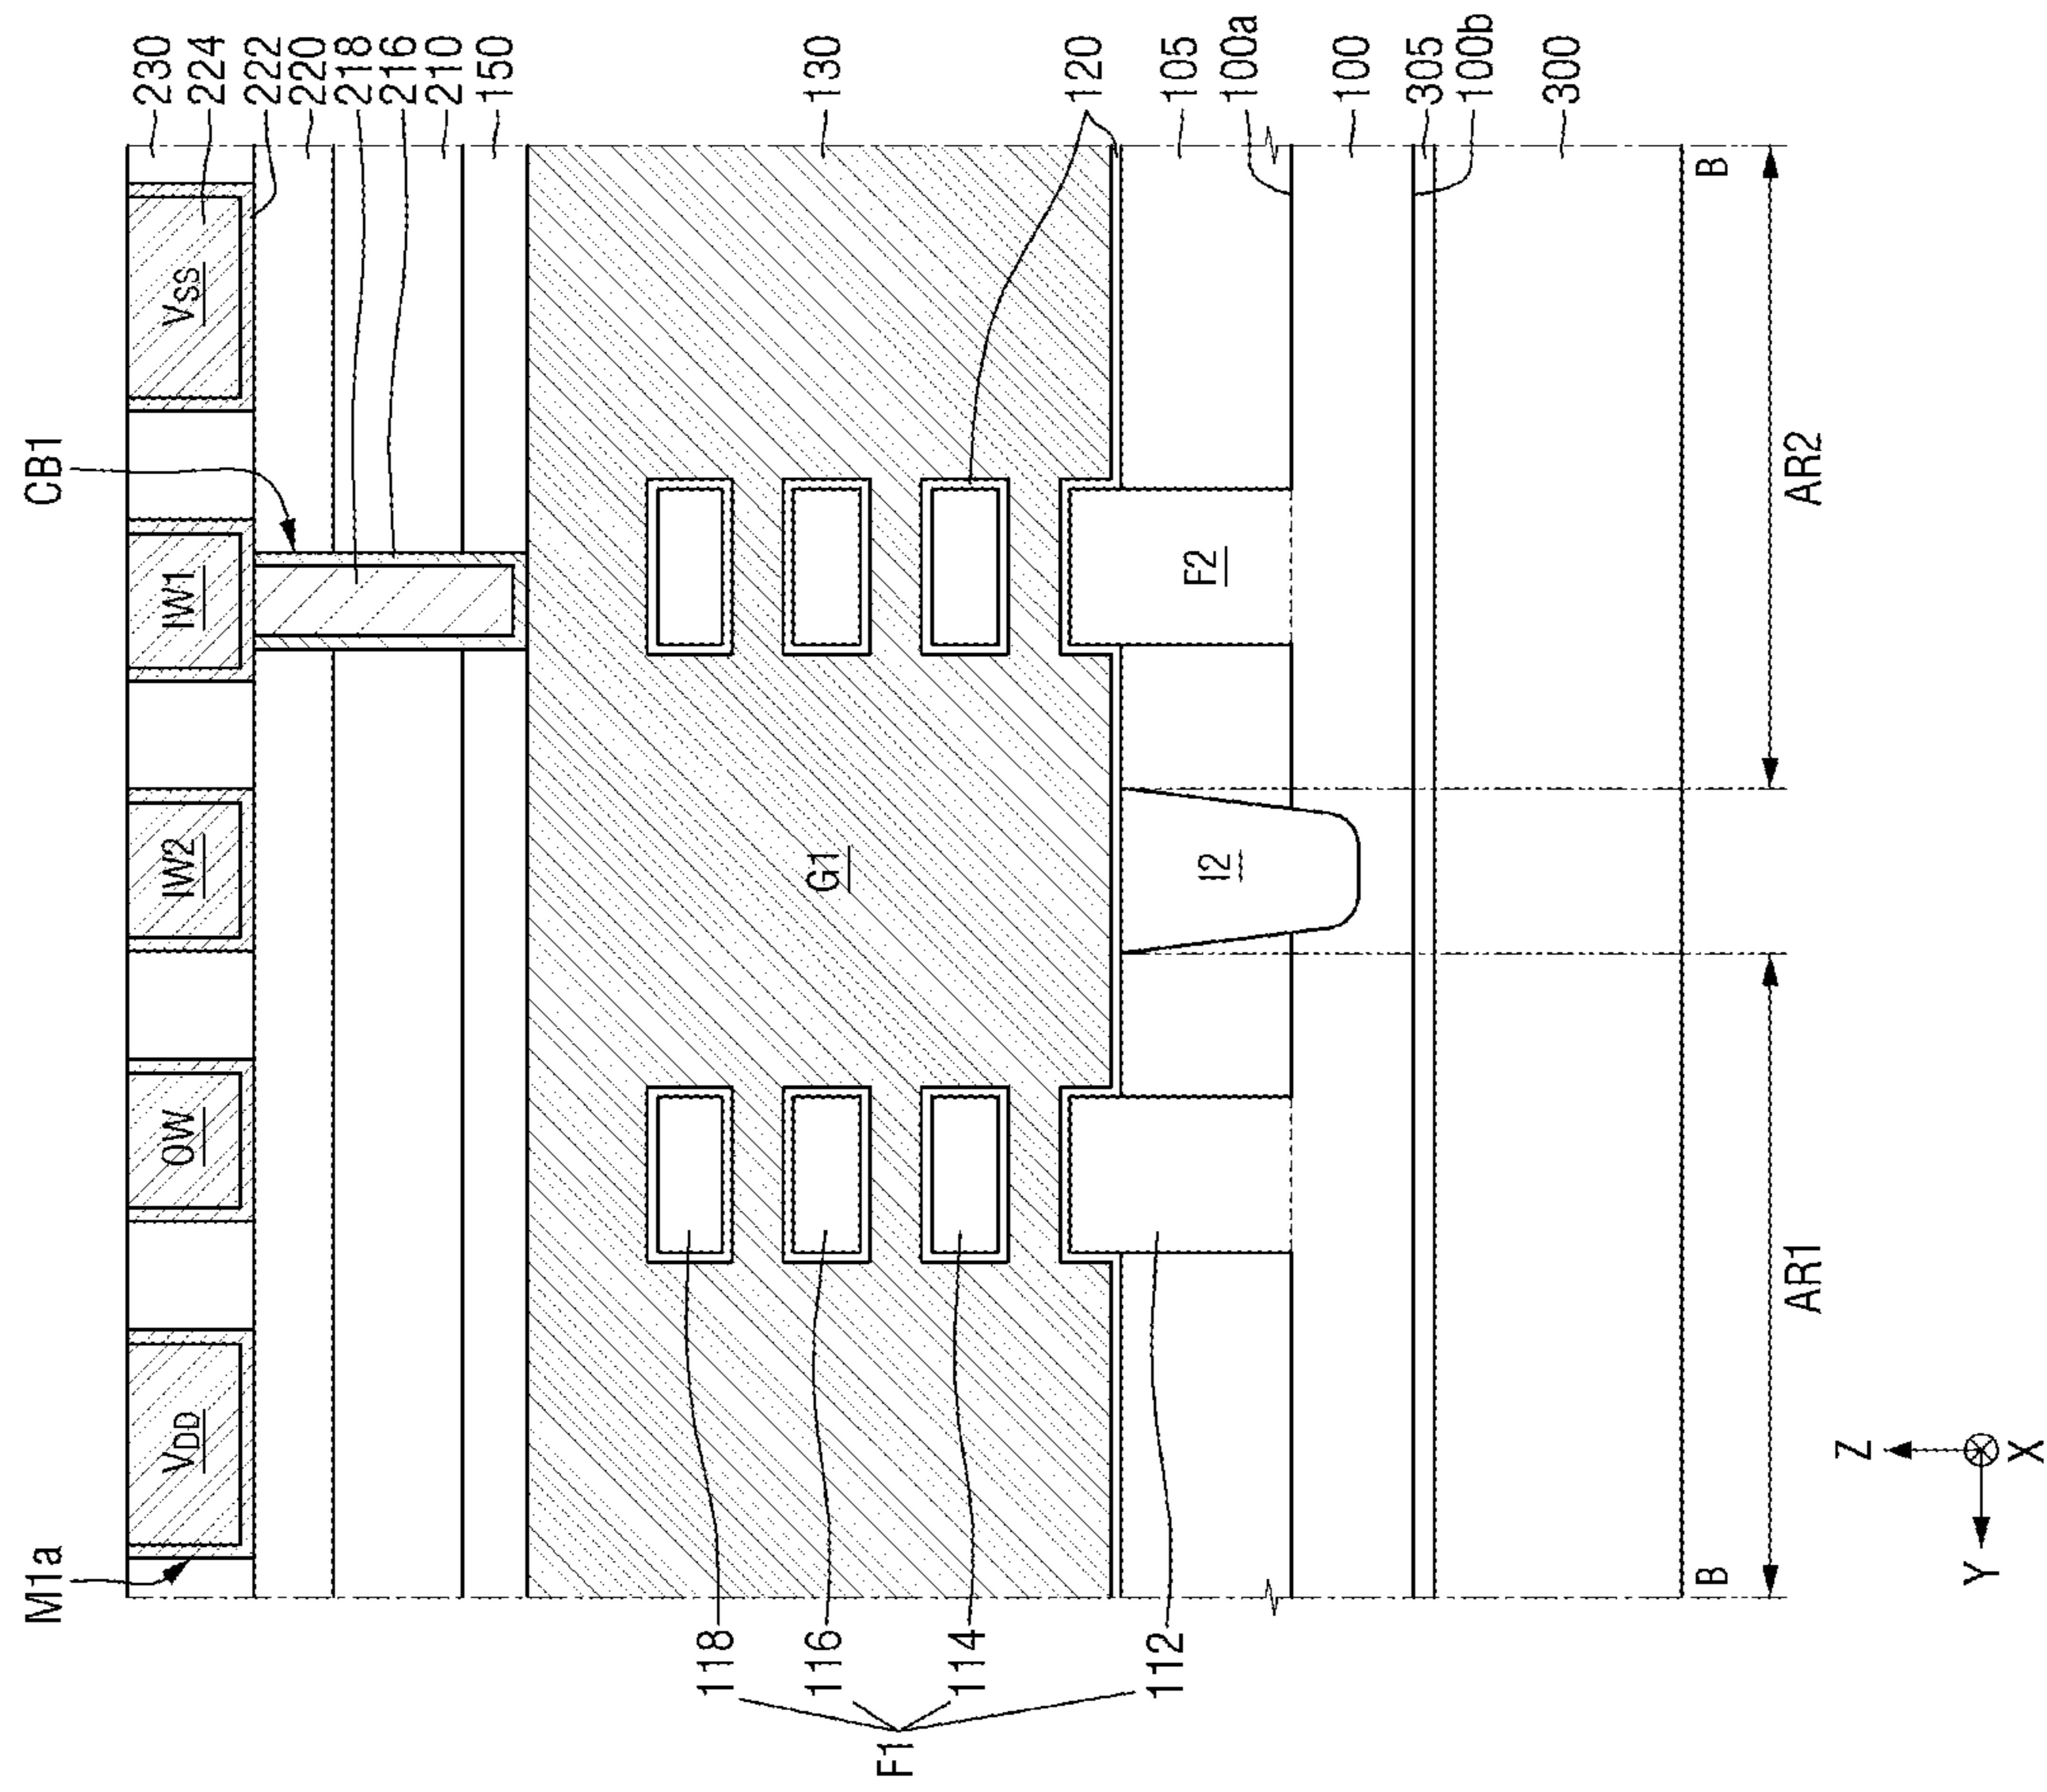 M1a
CB1
VDD
OW
IW2
IW1
VSS
230
224
222
220
218
216
210
150
130
120
105
100a
100
305
100b
300
G1
I2
F2
F1
118
116
114
112
B
B
AR1
AR2
Z
Y
X